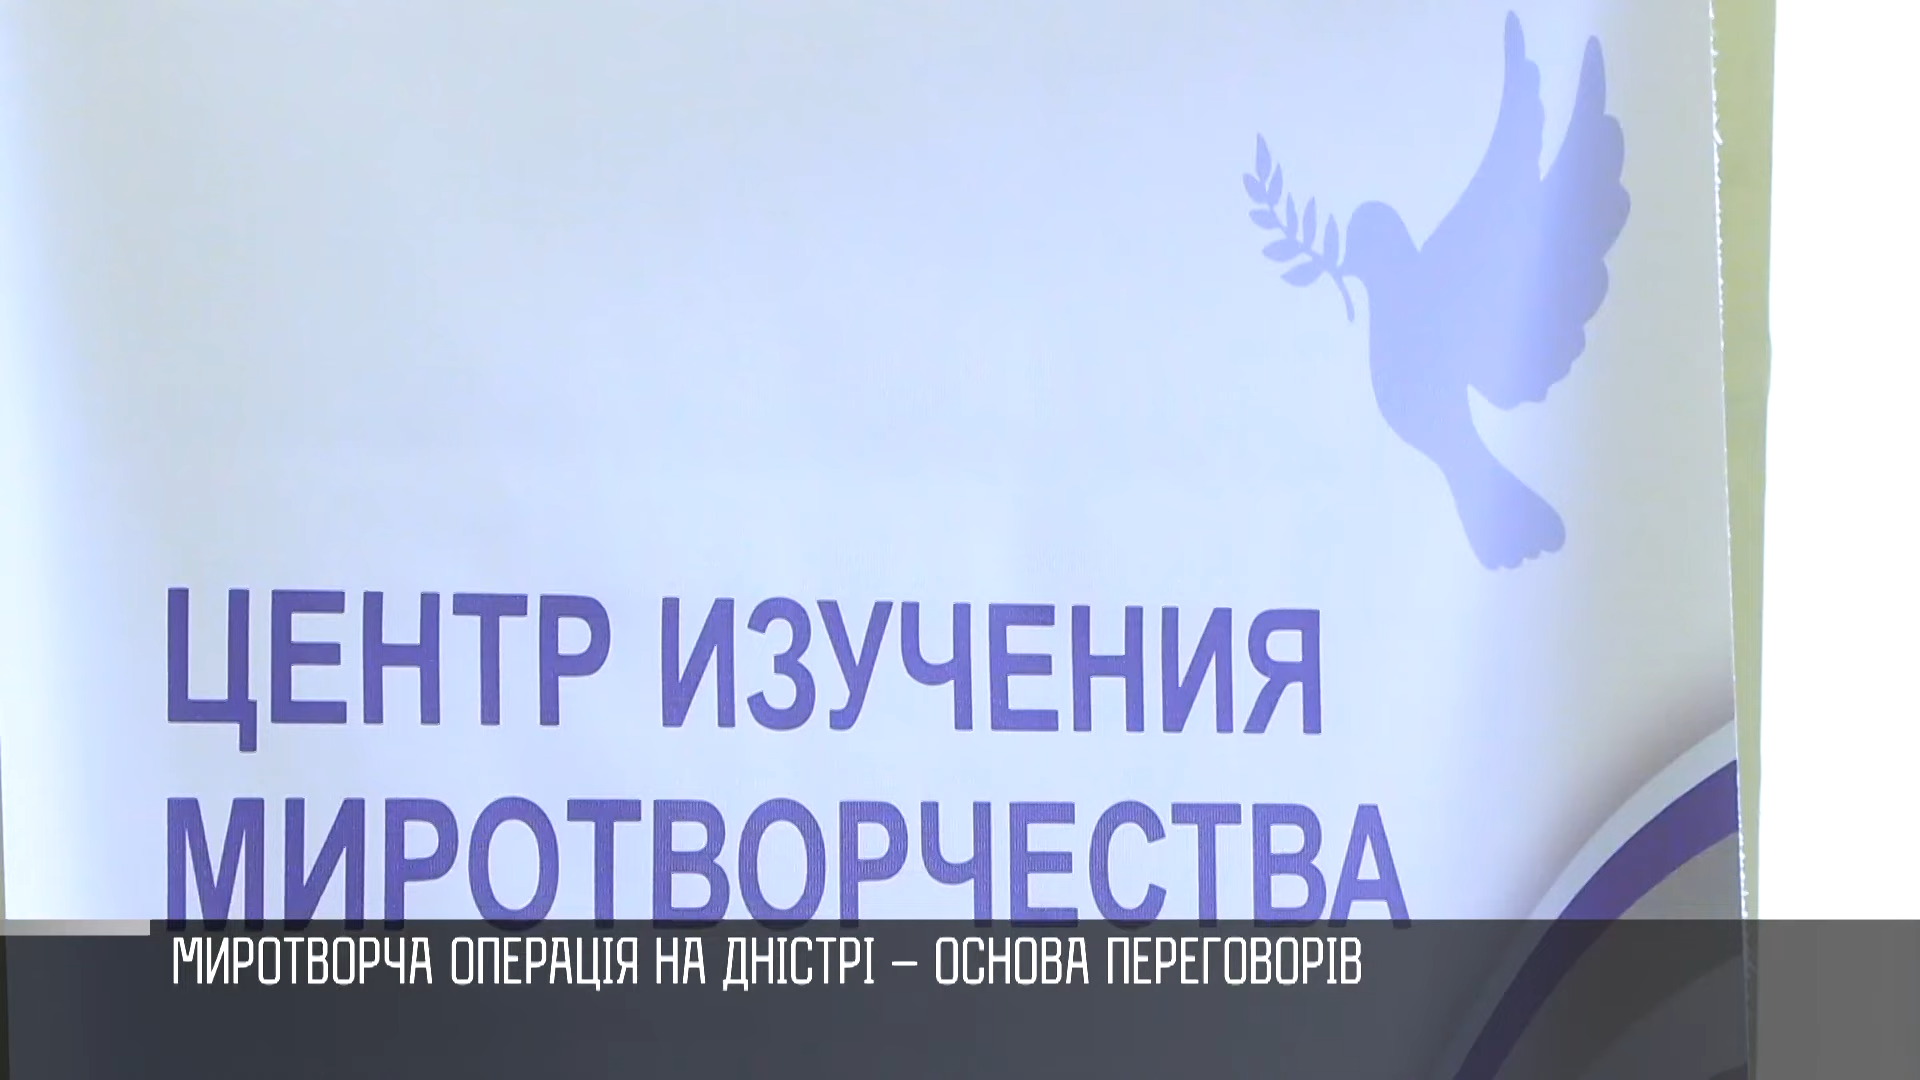 ЦЕНТР ИЗУЧЕНИЯ
МИРОТВОРЧЕСТВА
МИРОТВОРЧА ОПЕРАЦІЯ НА ДНІСТРІ – ОСНОВА ПЕРЕГОВОРІВ